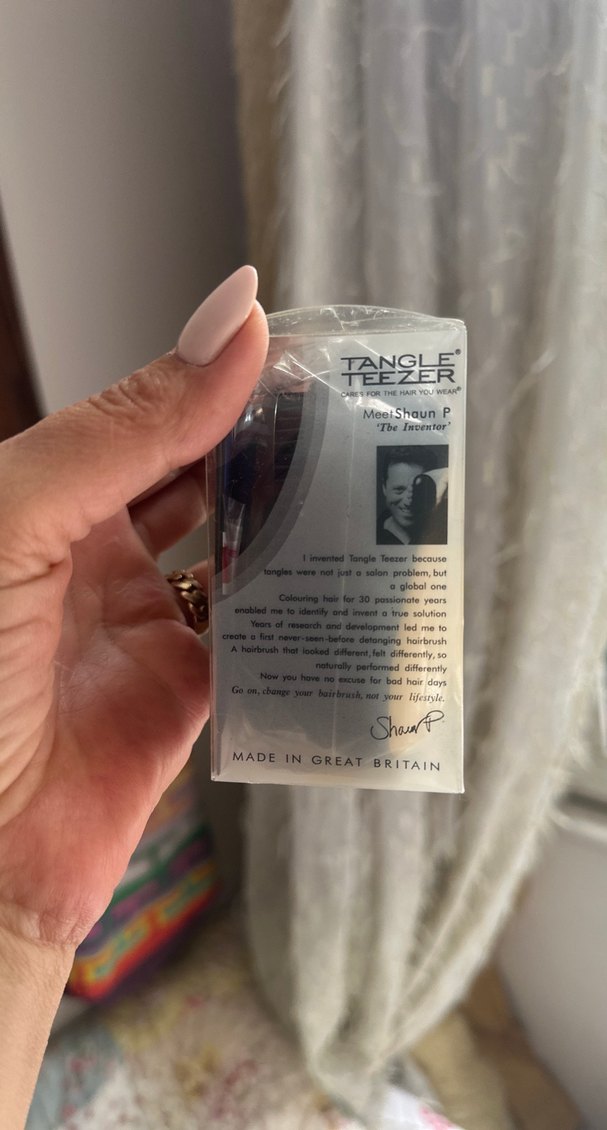 TANGLE®
TEEZER
CARES FOR THE HAIR YOU WEAR®
Meet Shaun P
'The Inventor'
I invented Tangle Teezer because
tangles were not just a salon problem, but
a global one
Colouring hair for 30 passionate years
enabled me to identify and invent a true solution
Years of research and development led me to
create a first never-seen-before detanging hairbrush
A hairbrush that looked different, felt differently, so
naturally performed differently
Now you have no excuse for bad hair days
Go on, change your hairbrush, not your lifestyle.
Shaun P
MADE IN GREAT BRITAIN